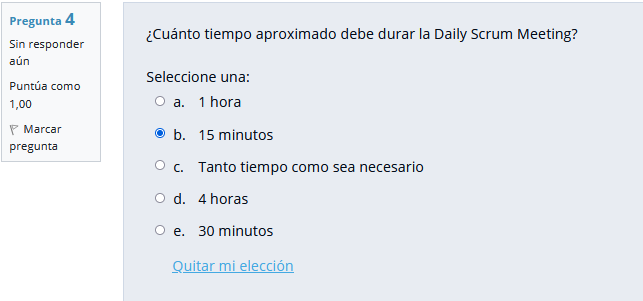 Pregunta 4
Sin responder
aún
Puntúa como
1,00
Marcar
pregunta
¿Cuánto tiempo aproximado debe durar la Daily Scrum Meeting?
Seleccione una:
a. 1 hora
b. 15 minutos
c. Tanto tiempo como sea necesario
d. 4 horas
e. 30 minutos
Quitar mi elección